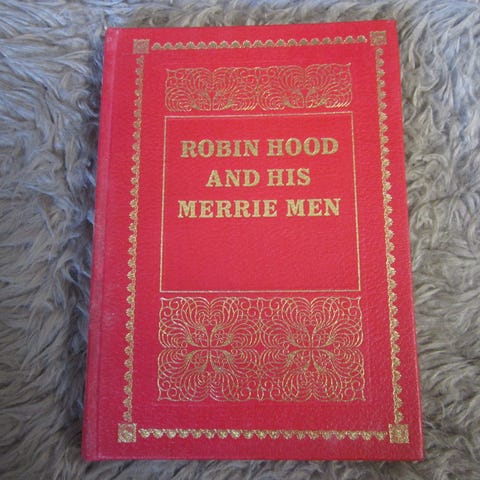 ROBIN HOOD
AND HIS
MERRIE MEN